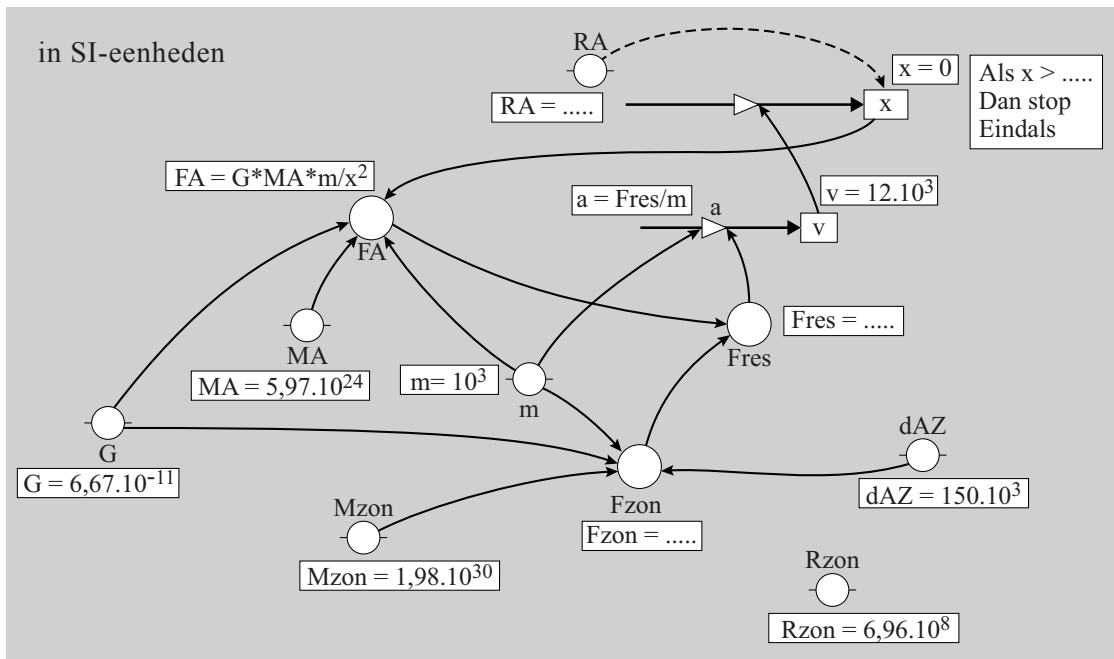 in SI-eenheden
RA
RA = .....
x = 0
x
Als x > .....
Dan stop
Eindals
FA = G*MA*m/x²
FA
a = Fres/m
a
v = 12.10³
v
MA
MA = 5,97.10²⁴
m= 10³
m
Fres = .....
Fres
G
G = 6,67.10⁻¹¹
dAZ
dAZ = 150.10³
Fzon
Fzon = .....
Mzon
Mzon = 1,98.10³⁰
Rzon
Rzon = 6,96.10⁸